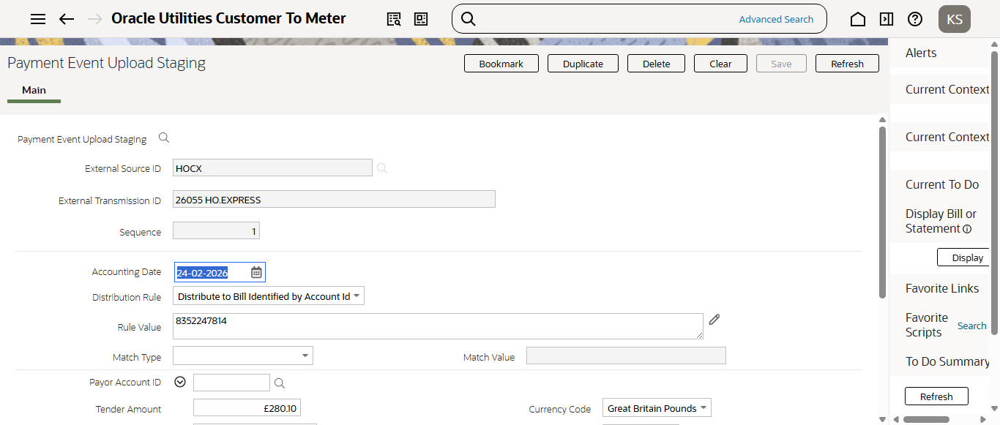 Oracle Utilities Customer To Meter
Advanced Search
KS
Payment Event Upload Staging
Bookmark
Duplicate
Delete
Clear
Save
Refresh
Main
Payment Event Upload Staging
External Source ID
HOCX
External Transmission ID
26055 HO.EXPRESS
Sequence
1
Accounting Date
24-02-2026
Distribution Rule
Distribute to Bill Identified by Account Id
Rule Value
8352247814
Match Type
Match Value
Payor Account ID
Tender Amount
£280.10
Currency Code
Great Britain Pounds
Alerts
Current Context
Current Context
Current To Do
Display Bill or
Statement
Display
Favorite Links
Favorite
Scripts
Search
To Do Summary
Refresh